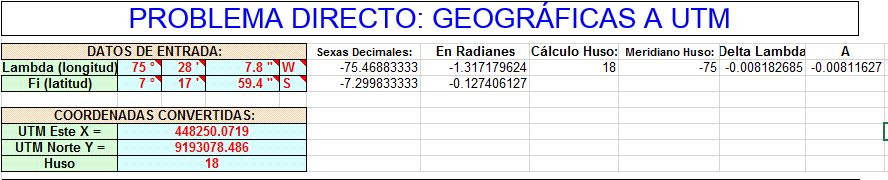 PROBLEMA DIRECTO: GEOGRÁFICAS A UTM
DATOS DE ENTRADA: Sexas Decimales: En Radianes Cálculo Huso: Meridiano Huso: Delta Lambda A
Lambda (longitud) 75 ° 28 ' 7.8 " W -75.46883333 -1.317179624 18 -75 -0.008182685 -0.00811627
Fi (latitud) 7 ° 17 ' 59.4 " S -7.299833333 -0.127406127
COORDENADAS CONVERTIDAS:
UTM Este X = 448250.0719
UTM Norte Y = 9193078.486
Huso 18